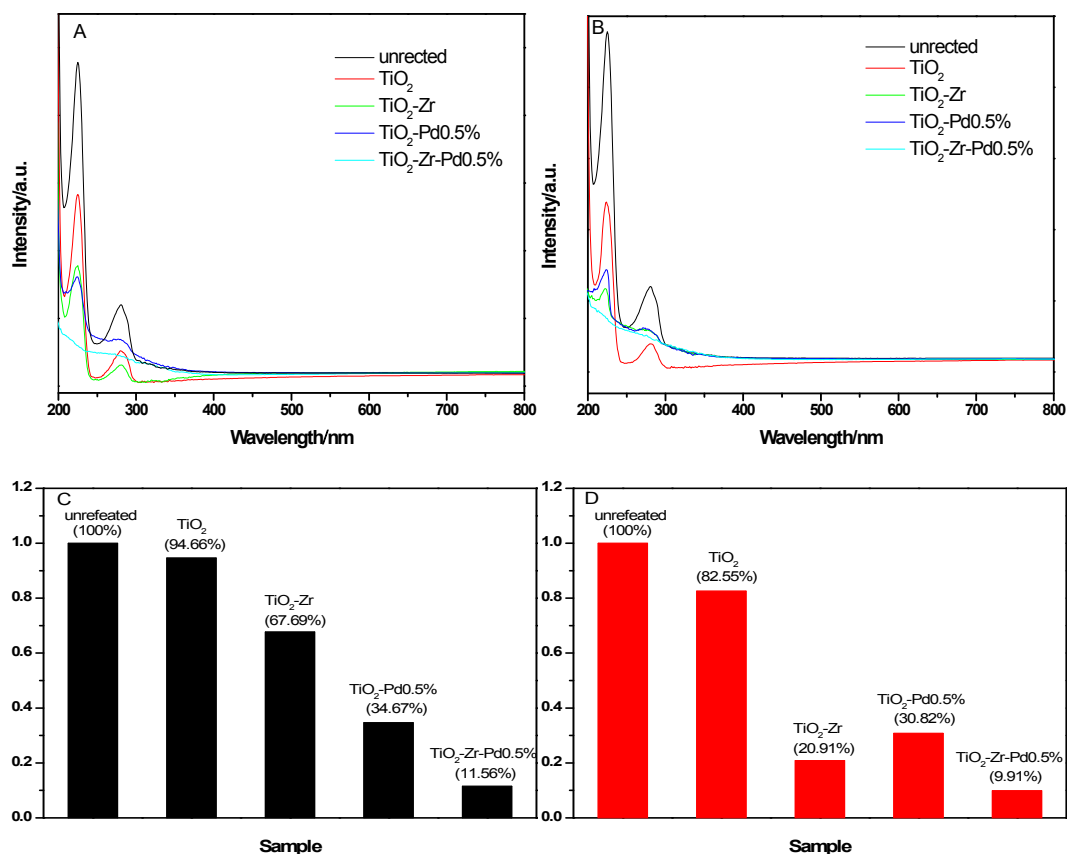 A
unrected
TiO₂
TiO₂-Zr
TiO₂-Pd0.5%
TiO₂-Zr-Pd0.5%
Intensity/a.u.
200 300 400 500 600 700 800
Wavelength/nm
B
unrected
TiO₂
TiO₂-Zr
TiO₂-Pd0.5%
TiO₂-Zr-Pd0.5%
Intensity/a.u.
200 300 400 500 600 700 800
Wavelength/nm
C
1.2
1.0
0.8
0.6
0.4
0.2
0.0
unrefeated
(100%)
TiO₂
(94.66%)
TiO₂-Zr
(67.69%)
TiO₂-Pd0.5%
(34.67%)
TiO₂-Zr-Pd0.5%
(11.56%)
Sample
D
1.2
1.0
0.8
0.6
0.4
0.2
0.0
unrefeated
(100%)
TiO₂
(82.55%)
TiO₂-Zr
(20.91%)
TiO₂-Pd0.5%
(30.82%)
TiO₂-Zr-Pd0.5%
(9.91%)
Sample